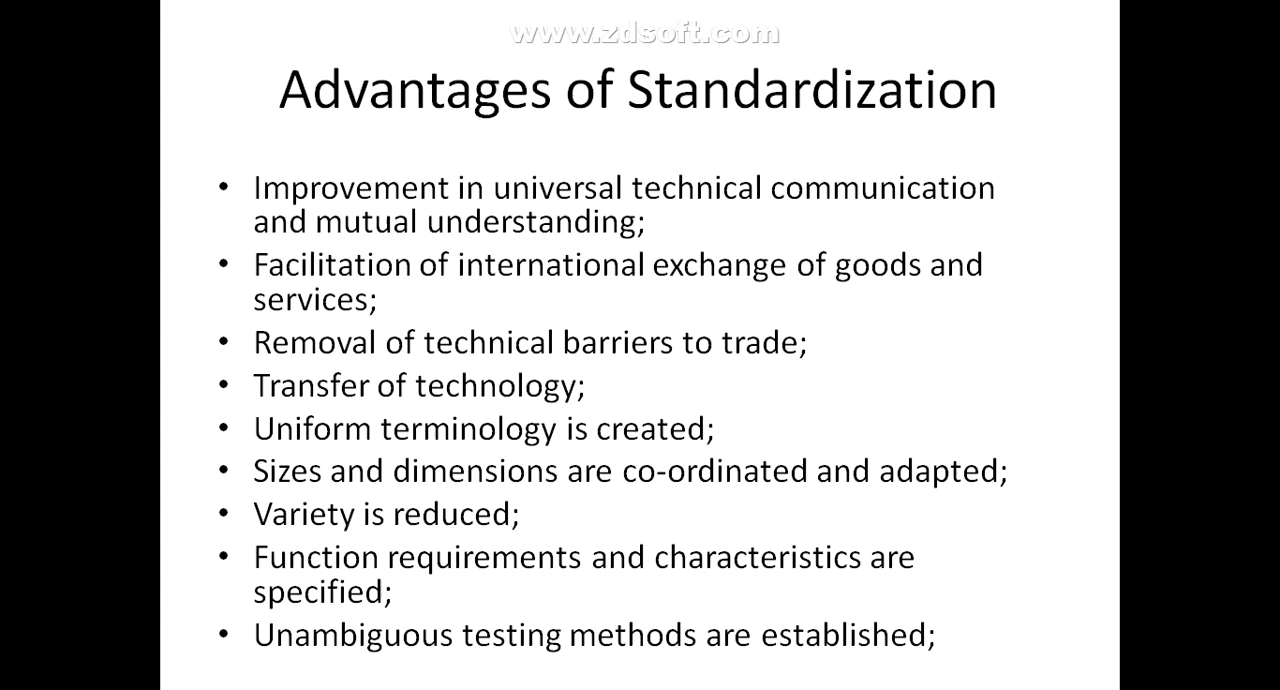 www.zdsoft.com
Advantages of Standardization
• Improvement in universal technical communication
and mutual understanding;
• Facilitation of international exchange of goods and
services;
• Removal of technical barriers to trade;
• Transfer of technology;
• Uniform terminology is created;
• Sizes and dimensions are co-ordinated and adapted;
• Variety is reduced;
• Function requirements and characteristics are
specified;
• Unambiguous testing methods are established;